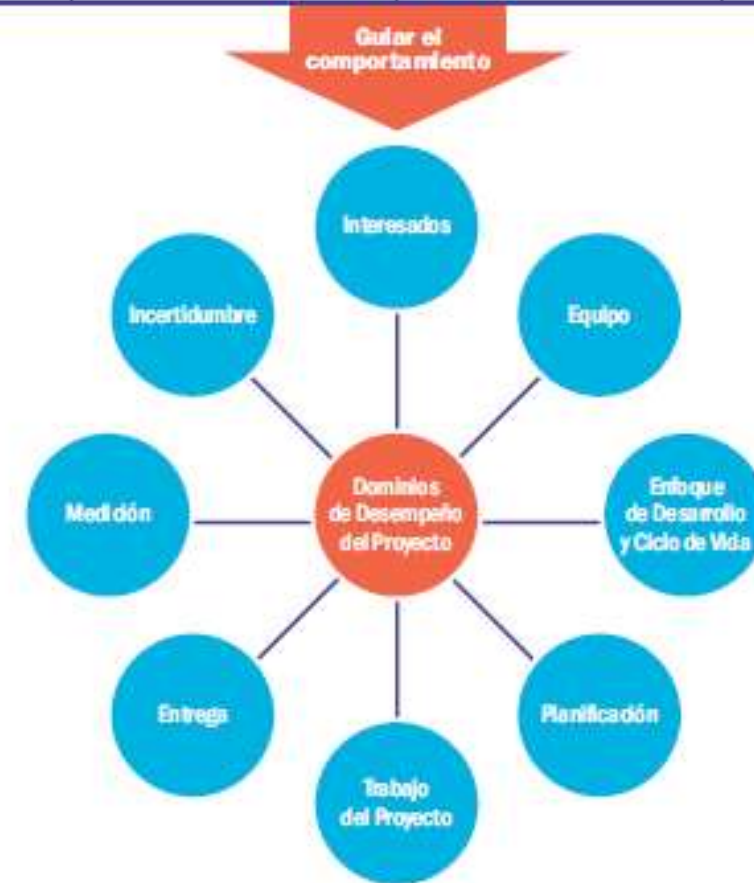 Guiar el
comportamiento
Interesados
Equipo
Enfoque
de Desarrollo
y Ciclo de Vida
Planificación
Trabajo
del Proyecto
Entrega
Medición
Incertidumbre
Dominios
de Desempeño
del Proyecto